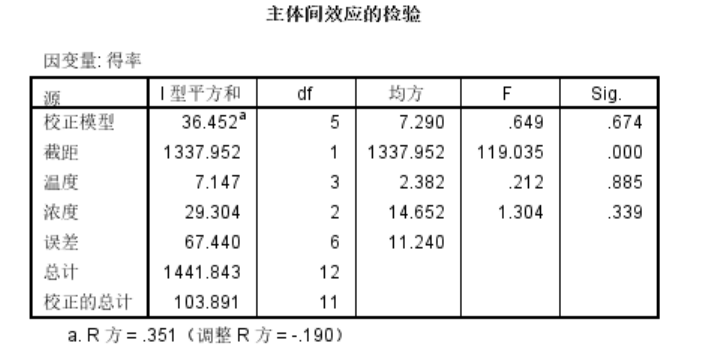 主体间效应的检验
因变量: 得率
源 I 型平方和 df 均方 F Sig.
校正模型 36.452a 5 7.290 .649 .674
截距 1337.952 1 1337.952 119.035 .000
温度 7.147 3 2.382 .212 .885
浓度 29.304 2 14.652 1.304 .339
误差 67.440 6 11.240
总计 1441.843 12
校正的总计 103.891 11
a. R 方 = .351（调整 R 方 = -.190）